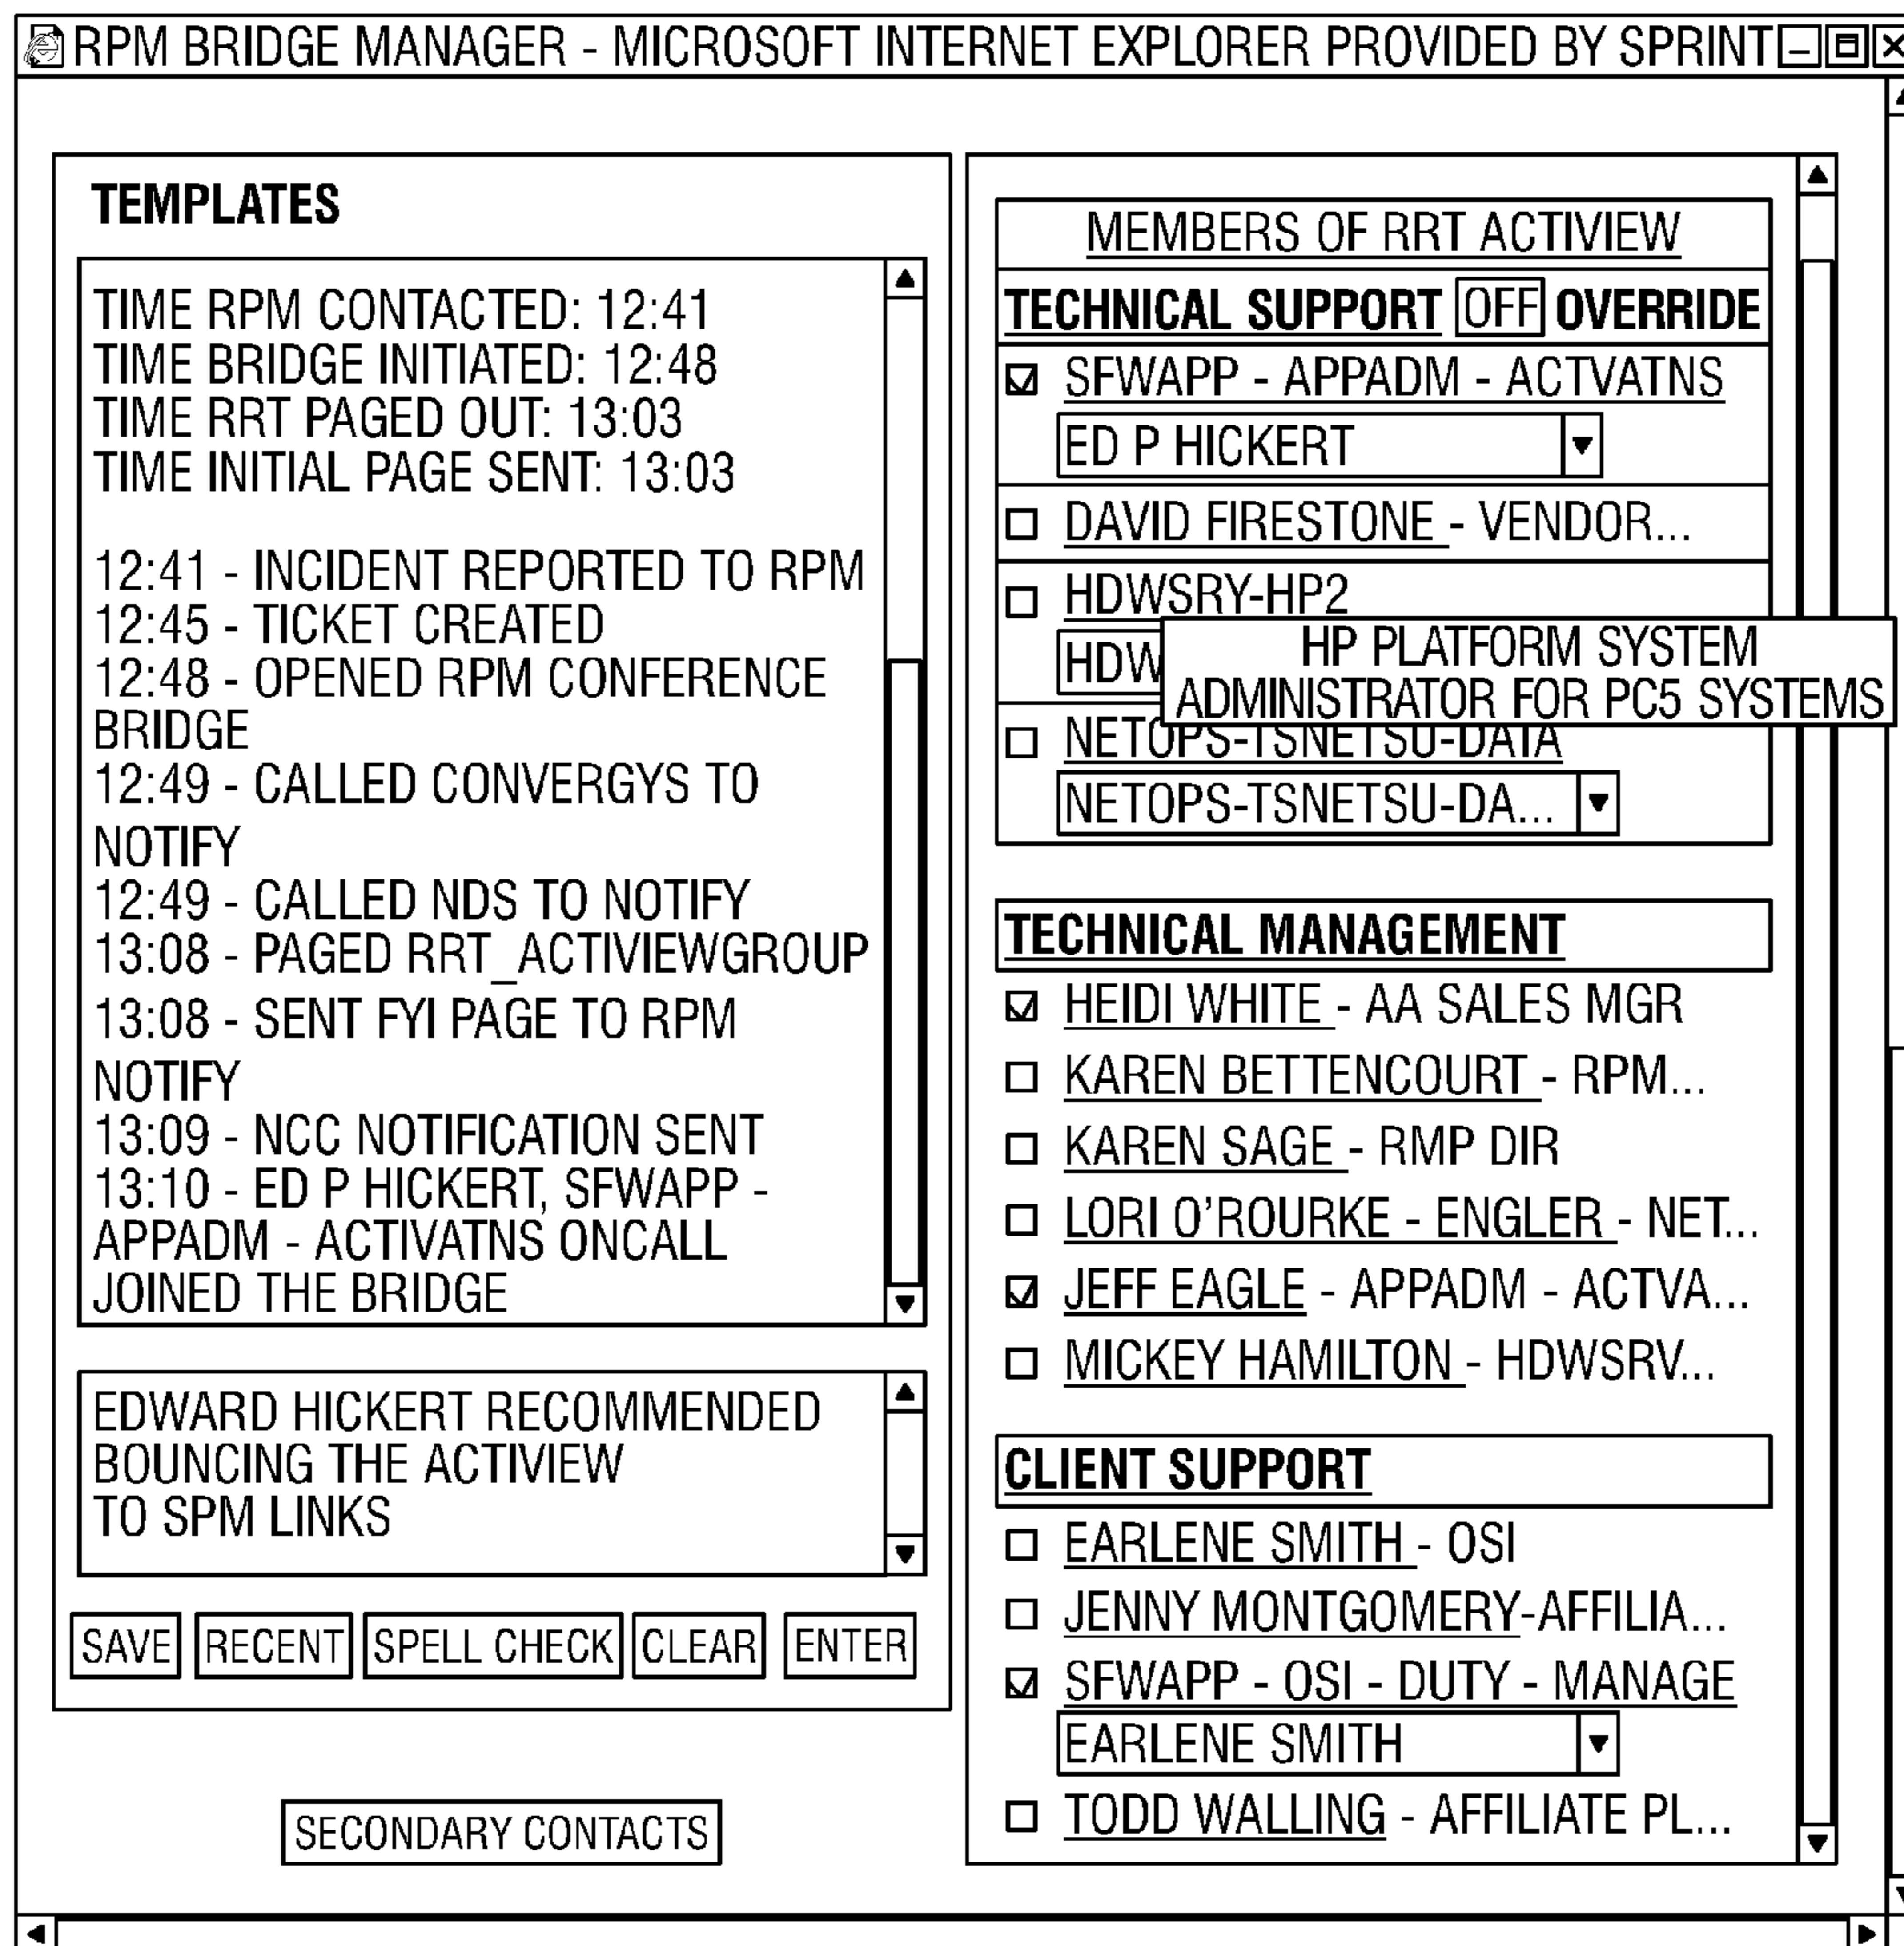 RPM BRIDGE MANAGER - MICROSOFT INTERNET EXPLORER PROVIDED BY SPRINT
TEMPLATES
TIME RPM CONTACTED: 12:41
TIME BRIDGE INITIATED: 12:48
TIME RRT PAGED OUT: 13:03
TIME INITIAL PAGE SENT: 13:03
12:41 - INCIDENT REPORTED TO RPM
12:45 - TICKET CREATED
12:48 - OPENED RPM CONFERENCE
BRIDGE
12:49 - CALLED CONVERGYS TO
NOTIFY
12:49 - CALLED NDS TO NOTIFY
13:08 - PAGED RRT_ACTIVIEWGROUP
13:08 - SENT FYI PAGE TO RPM
NOTIFY
13:09 - NCC NOTIFICATION SENT
13:10 - ED P HICKERT, SFWAPP -
APPADM - ACTIVATNS ONCALL
JOINED THE BRIDGE
EDWARD HICKERT RECOMMENDED
BOUNCING THE ACTIVIEW
TO SPM LINKS
SAVE RECENT SPELL CHECK CLEAR ENTER
SECONDARY CONTACTS
MEMBERS OF RRT ACTIVIEW
TECHNICAL SUPPORT OFF OVERRIDE
SFWAPP - APPADM - ACTVATNS
ED P HICKERT
DAVID FIRESTONE - VENDOR...
HDWSRY-HP2
HDW
HP PLATFORM SYSTEM
ADMINISTRATOR FOR PC5 SYSTEMS
NETOPS-TSNETSU-DATA
NETOPS-TSNETSU-DA...
TECHNICAL MANAGEMENT
HEIDI WHITE - AA SALES MGR
KAREN BETTENCOURT - RPM...
KAREN SAGE - RMP DIR
LORI O'ROURKE - ENGLER - NET...
JEFF EAGLE - APPADM - ACTVA...
MICKEY HAMILTON - HDWSRV...
CLIENT SUPPORT
EARLENE SMITH - OSI
JENNY MONTGOMERY-AFFILIA...
SFWAPP - OSI - DUTY - MANAGE
EARLENE SMITH
TODD WALLING - AFFILIATE PL...